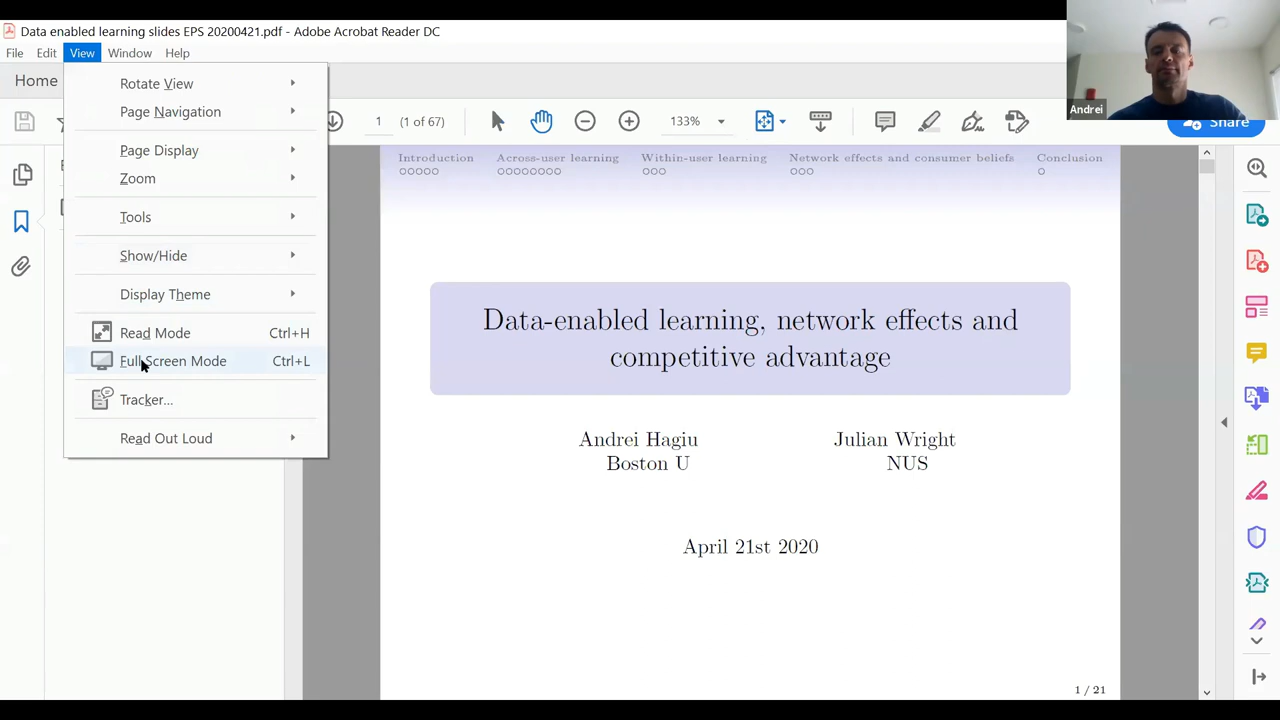 Data enabled learning slides EPS 20200421.pdf - Adobe Acrobat Reader DC
File Edit View Window Help
Home
Rotate View
Page Navigation
Page Display
Zoom
Tools
Show/Hide
Display Theme
Read Mode Ctrl+H
Full Screen Mode Ctrl+L
Tracker...
Read Out Loud
1 (1 of 67) 133%
Share
Andrei
Introduction Across-user learning Within-user learning Network effects and consumer beliefs Conclusion
Data-enabled learning, network effects and
competitive advantage
Andrei Hagiu Julian Wright
Boston U NUS
April 21st 2020
1 / 21